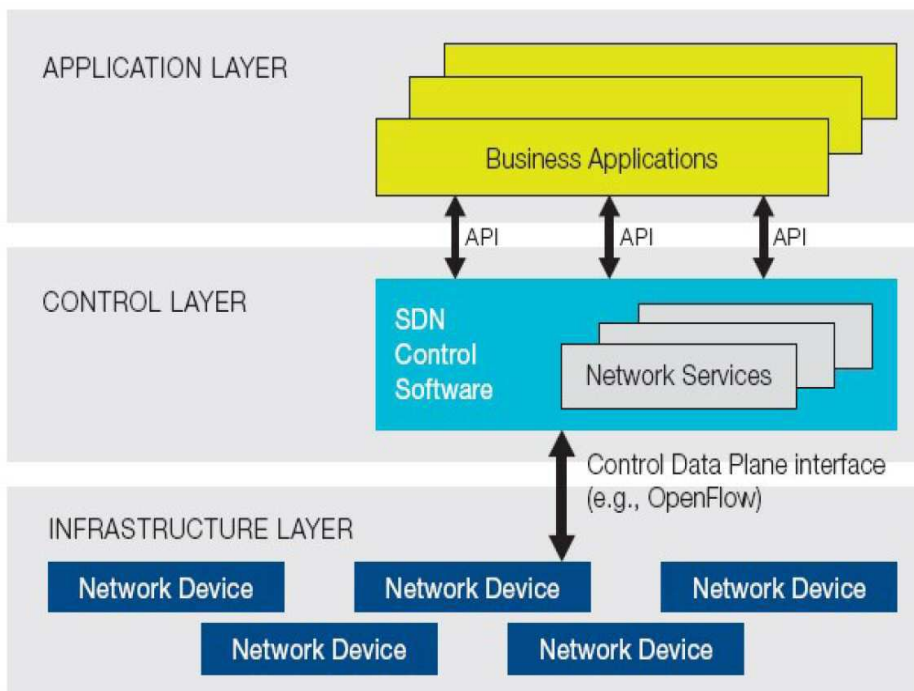 APPLICATION LAYER
Business Applications
API
API
API
CONTROL LAYER
SDN
Control
Software
Network Services
Control Data Plane interface
(e.g., OpenFlow)
INFRASTRUCTURE LAYER
Network Device
Network Device
Network Device
Network Device
Network Device